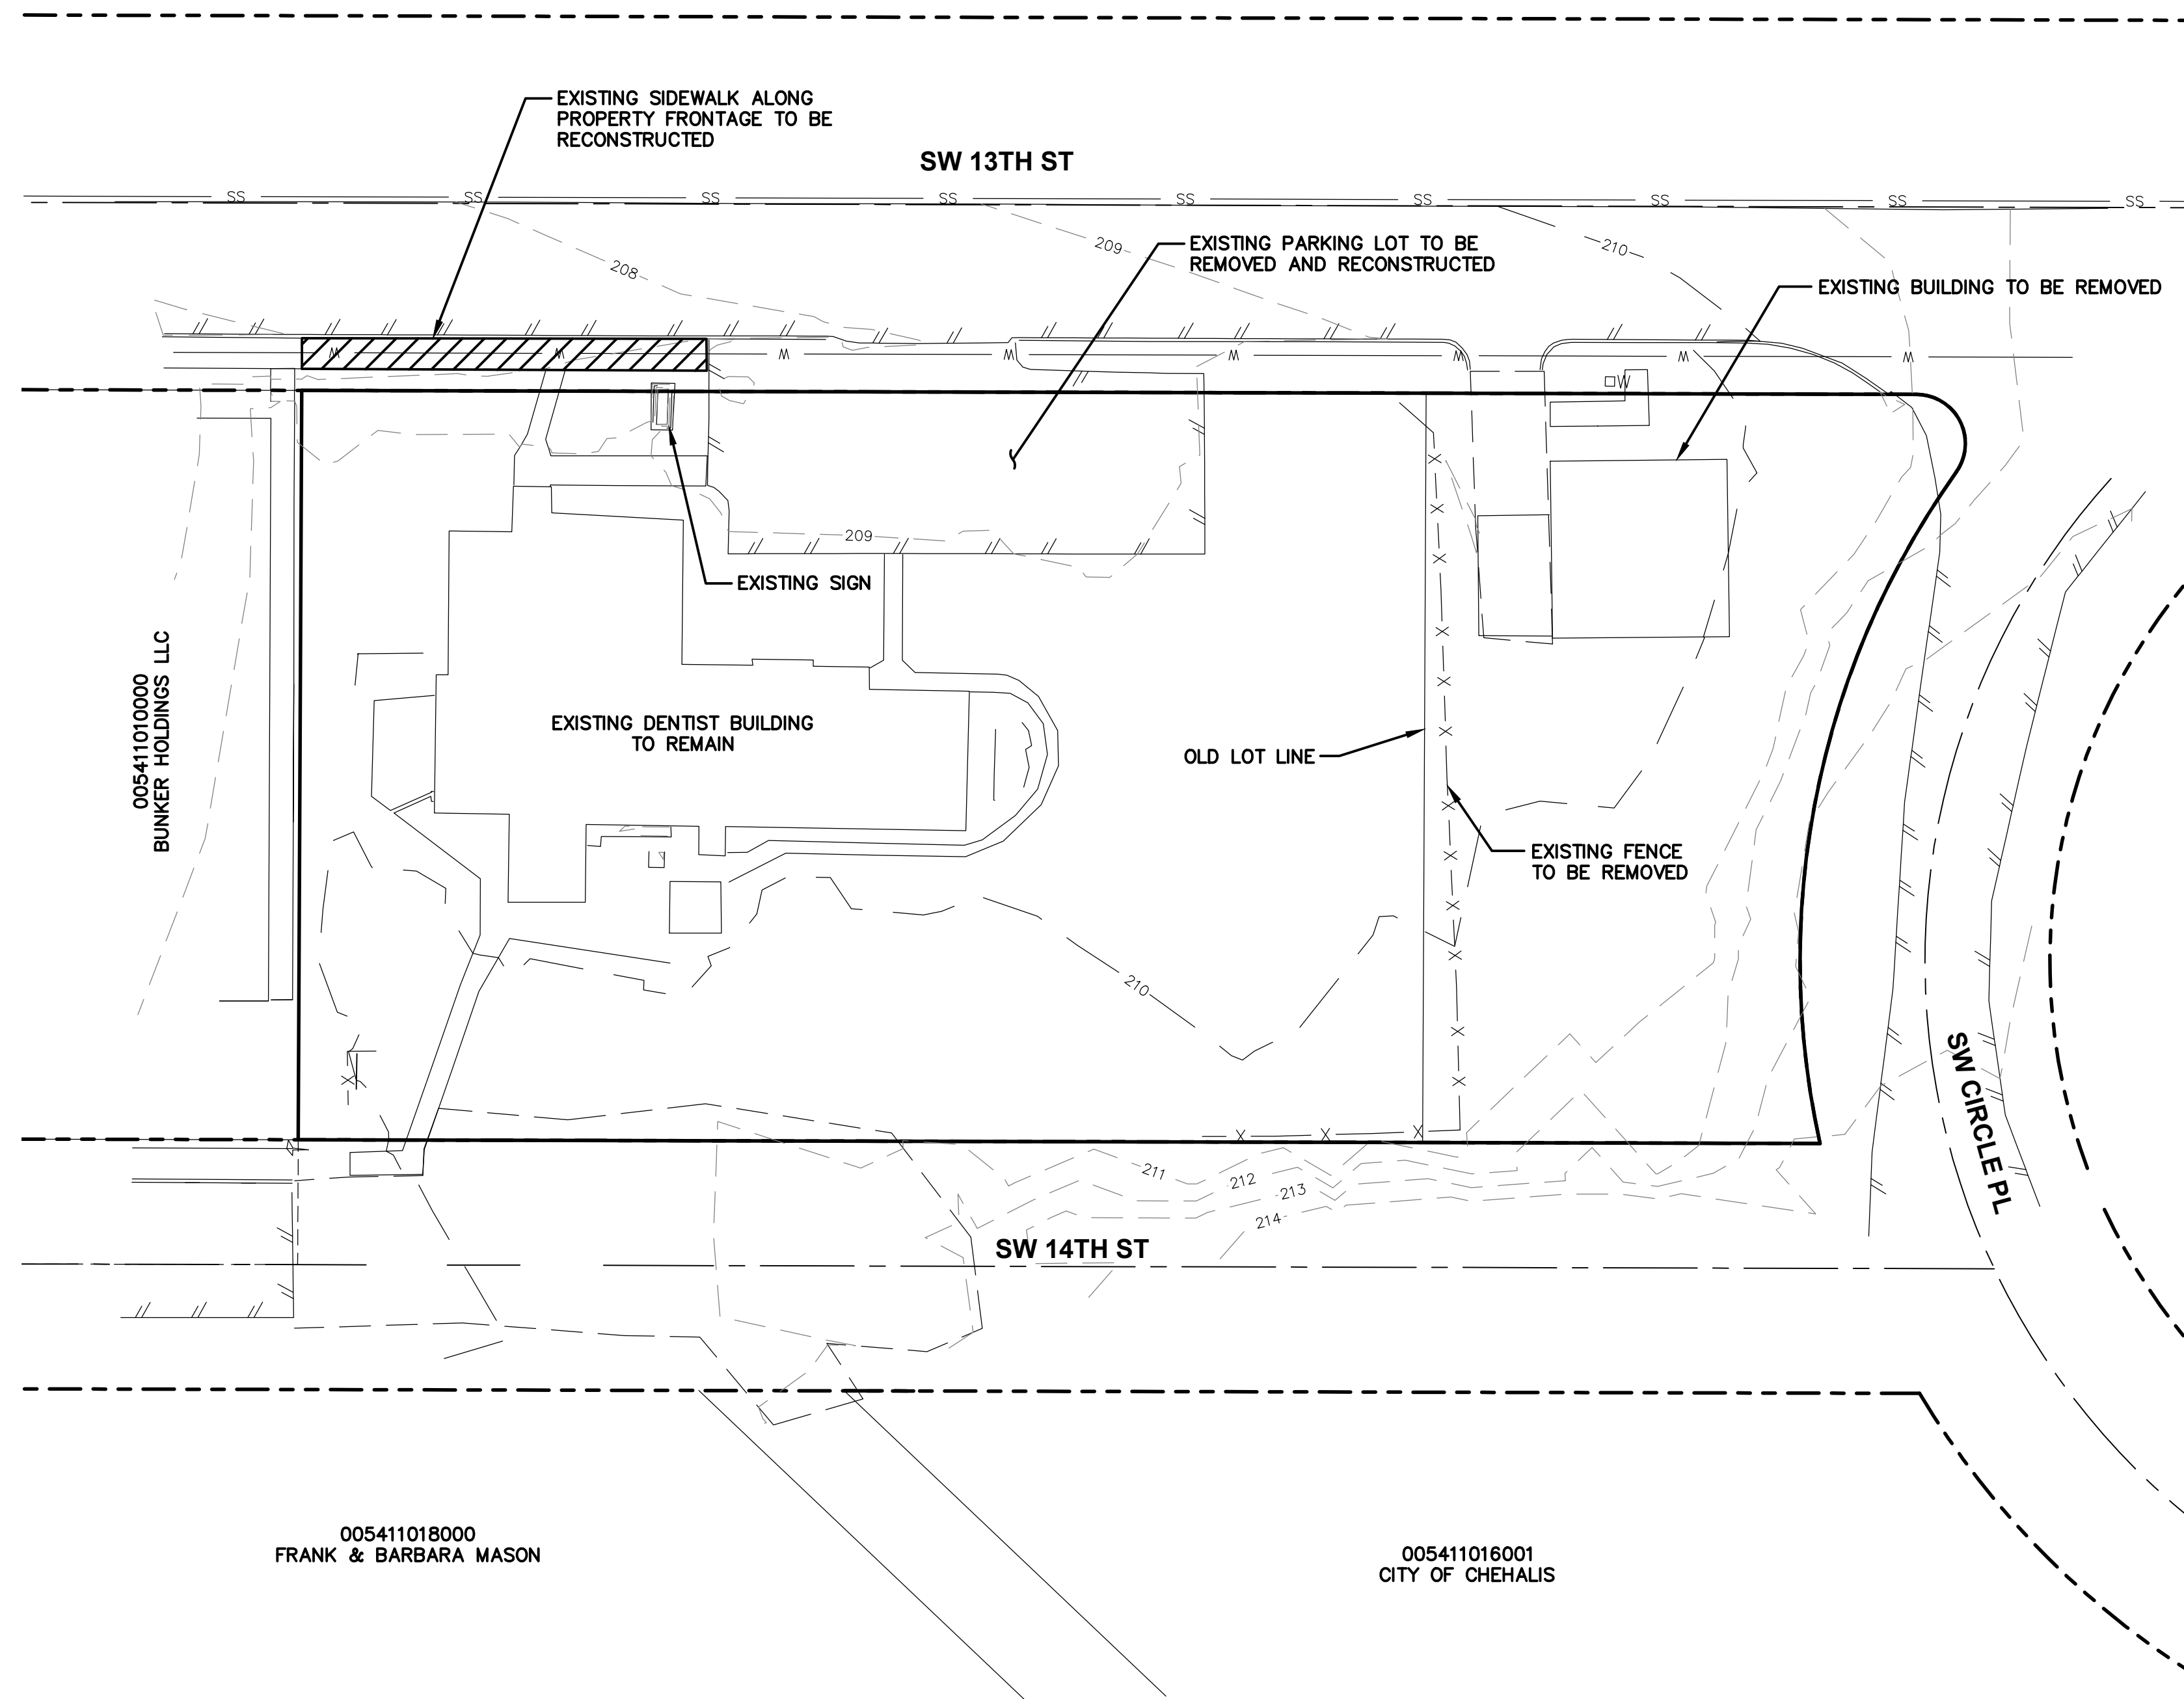 EXISTING SIDEWALK ALONG
PROPERTY FRONTAGE TO BE
RECONSTRUCTED
SW 13TH ST
SS SS SS SS SS SS SS SS SS
208
209
EXISTING PARKING LOT TO BE
REMOVED AND RECONSTRUCTED
210
EXISTING BUILDING TO BE REMOVED
W W W W W W W W
W
209
EXISTING SIGN
005411010000
BUNKER HOLDINGS LLC
EXISTING DENTIST BUILDING
TO REMAIN
OLD LOT LINE
EXISTING FENCE
TO BE REMOVED
210
SW CIRCLE PL
211
212
213
214
SW 14TH ST
005411018000
FRANK & BARBARA MASON
005411016001
CITY OF CHEHALIS